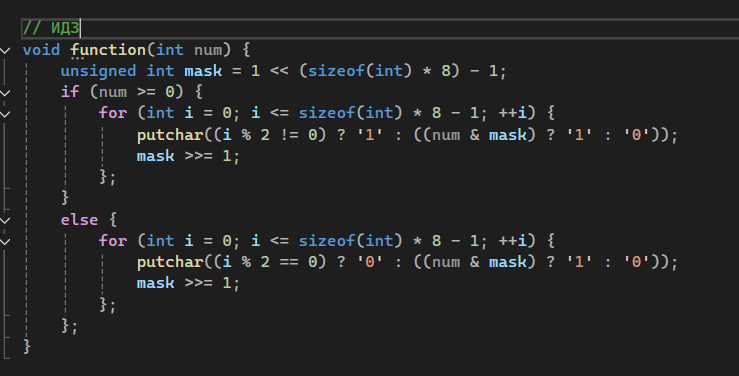 // ИДЗ
void function(int num) {
    unsigned int mask = 1 << (sizeof(int) * 8) - 1;
    if (num >= 0) {
        for (int i = 0; i <= sizeof(int) * 8 - 1; ++i) {
            putchar((i % 2 != 0) ? '1' : ((num & mask) ? '1' : '0'));
            mask >>= 1;
        };
    }
    else {
        for (int i = 0; i <= sizeof(int) * 8 - 1; ++i) {
            putchar((i % 2 == 0) ? '0' : ((num & mask) ? '1' : '0'));
            mask >>= 1;
        };
    };
}